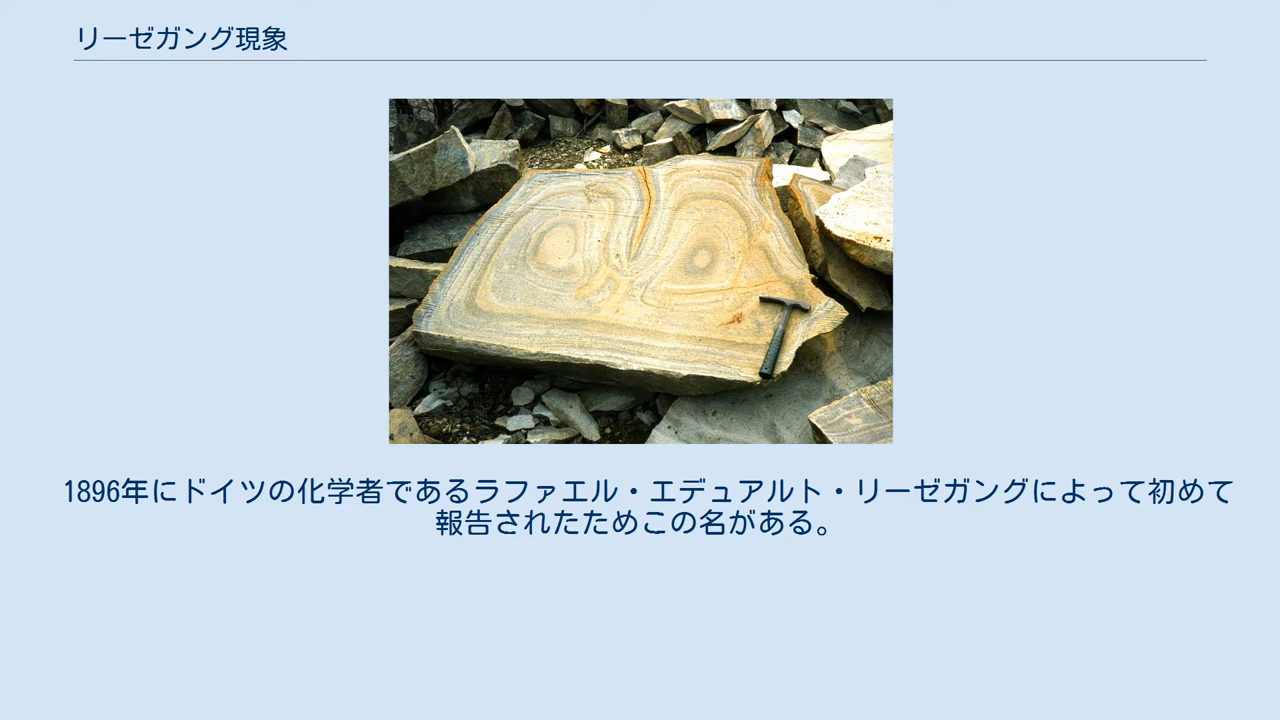 リーゼガング現象
1896年にドイツの化学者であるラファエル・エデュアルト・リーゼガングによって初めて
報告されたためこの名がある。